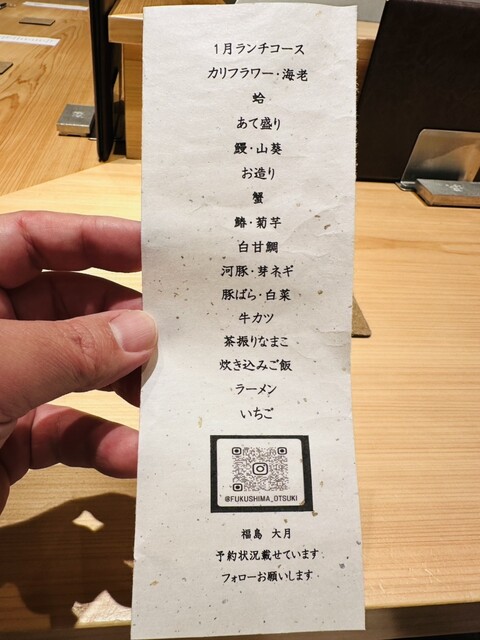 1月ランチコース
カリフラワー・海老
蛤
あて盛り
鰻・山葵
お造り
蟹
鰆・菊芋
白甘鯛
河豚・芽ネギ
豚ばら・白菜
牛カツ
茶振りなまこ
炊き込みご飯
ラーメン
いちご
@FUKUSHIMA_OTSUKI
福島 大月
予約状況載せています
フォローお願いします